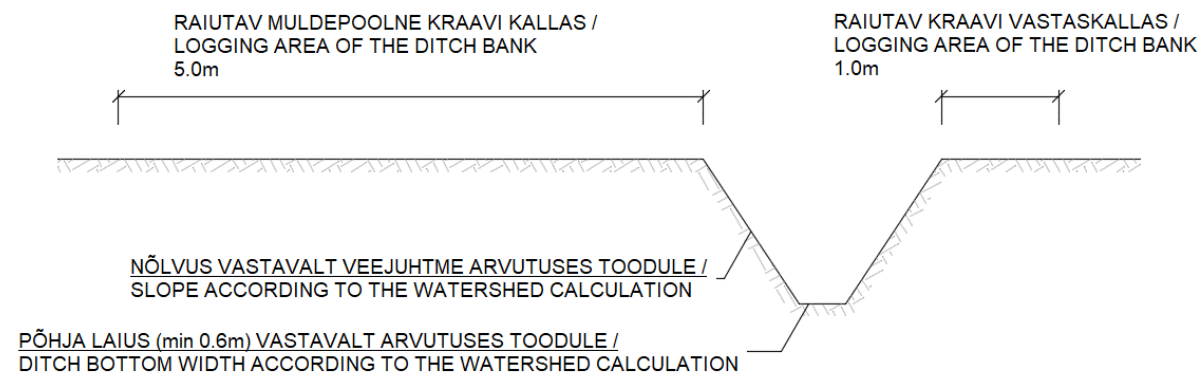 RAIUTAV MULDEPOOLNE KRAAVI KALLAS /
LOGGING AREA OF THE DITCH BANK
5.0m
RAIUTAV KRAAVI VASTASKALLAS /
LOGGING AREA OF THE DITCH BANK
1.0m
NÕLVUS VASTAVALT VEEJUHTME ARVUTUSES TOODULE /
SLOPE ACCORDING TO THE WATERSHED CALCULATION
PÕHJA LAIUS (min 0.6m) VASTAVALT ARVUTUSES TOODULE /
DITCH BOTTOM WIDTH ACCORDING TO THE WATERSHED CALCULATION